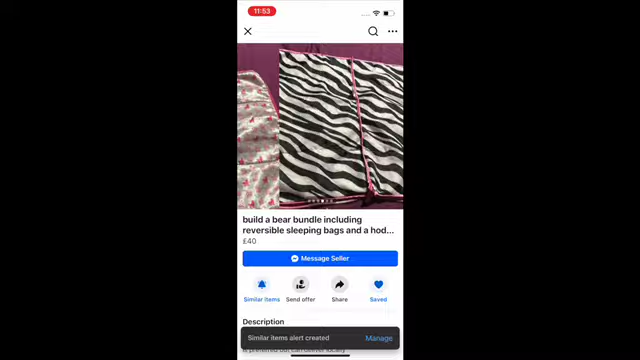 11:53
build a bear bundle including
reversible sleeping bags and a hod...
£40
Message Seller
Similar items
Send offer
Share
Saved
Description
Similar items alert created
Manage